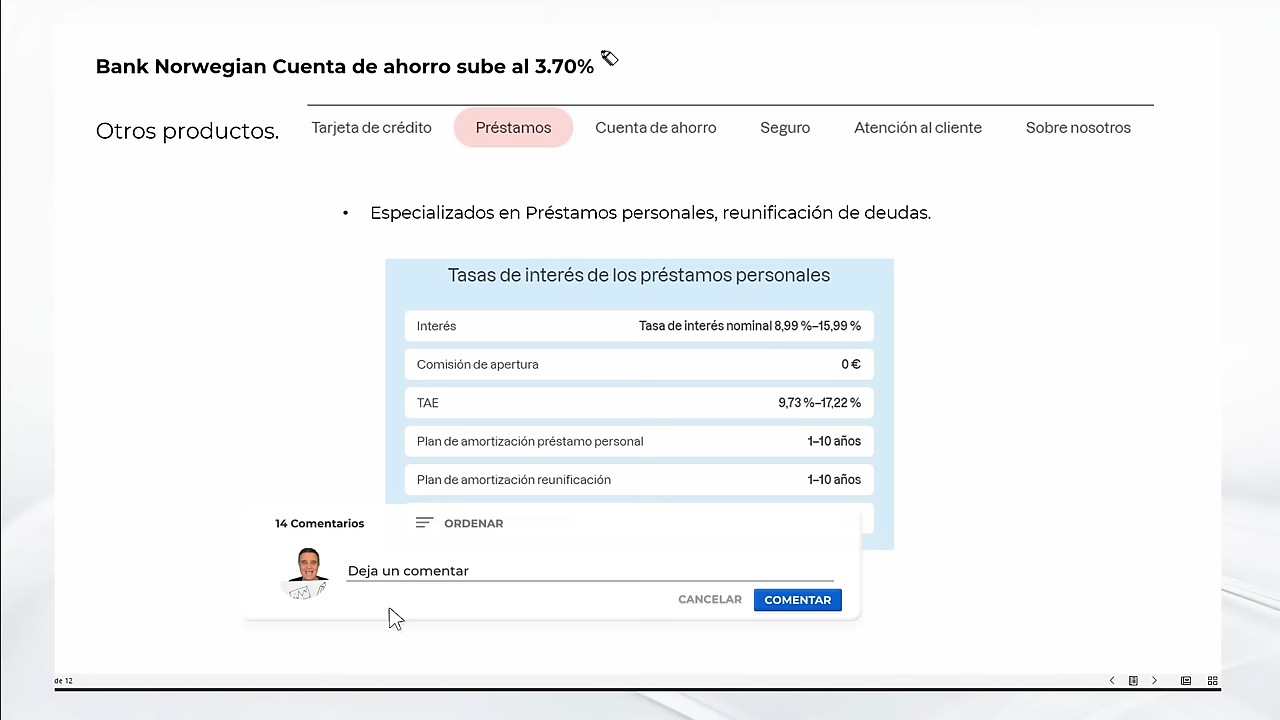 Bank Norwegian Cuenta de ahorro sube al 3.70%
Otros productos.
Tarjeta de crédito Préstamos Cuenta de ahorro Seguro Atención al cliente Sobre nosotros
• Especializados en Préstamos personales, reunificación de deudas.
Tasas de interés de los préstamos personales
Interés Tasa de interés nominal 8,99 %–15,99 %
Comisión de apertura 0 €
TAE 9,73 %–17,22 %
Plan de amortización préstamo personal 1–10 años
Plan de amortización reunificación 1–10 años
14 Comentarios ORDENAR
Deja un comentar
CANCELAR COMENTAR
de 12